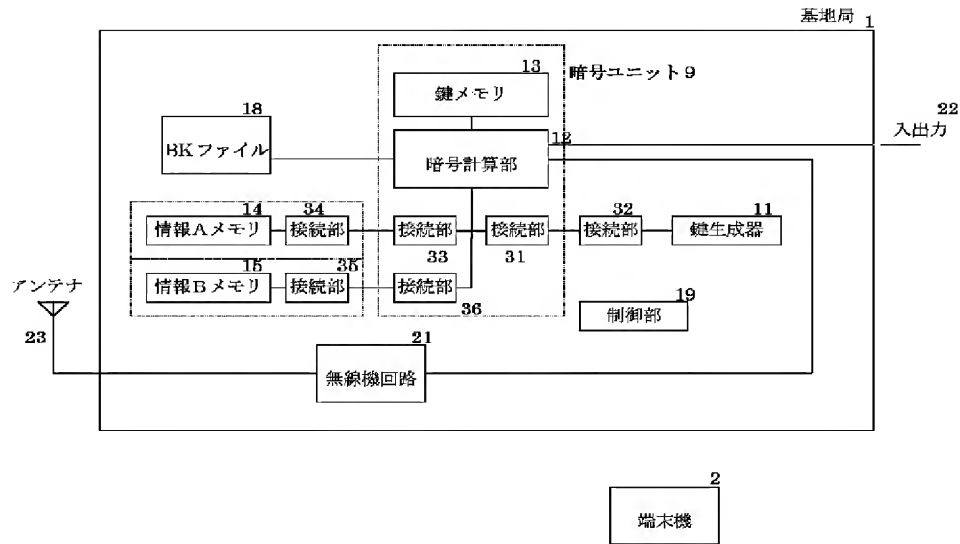 基地局 1
暗号ユニット9
13
鍵メモリ
22
入出力
18
BKファイル
12
暗号計算部
14
情報Aメモリ
34
接続部
接続部
33
接続部
31
32
接続部
11
鍵生成器
15
情報Bメモリ
35
接続部
接続部
36
アンテナ
23
19
制御部
21
無線機回路
2
端末機